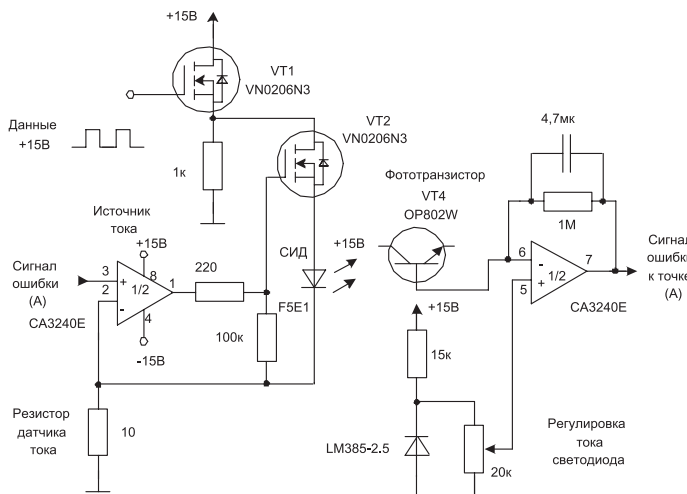 +15В
VT1
VN0206N3
Данные
+15В
1к
VT2
VN0206N3
4,7мк
Фототранзистор
VT4
OP802W
1М
Источник
тока
+15В
Сигнал
ошибки
(А)
3
2
+
-
1/2
8
1
4
CA3240E
-15В
220
СИД
F5E1
100к
+15В
+15В
6
5
-
+
1/2
7
CA3240E
Сигнал
ошибки
к точке
(А)
15к
Резистор
датчика
тока
10
LM385-2.5
20к
Регулировка
тока
светодиода